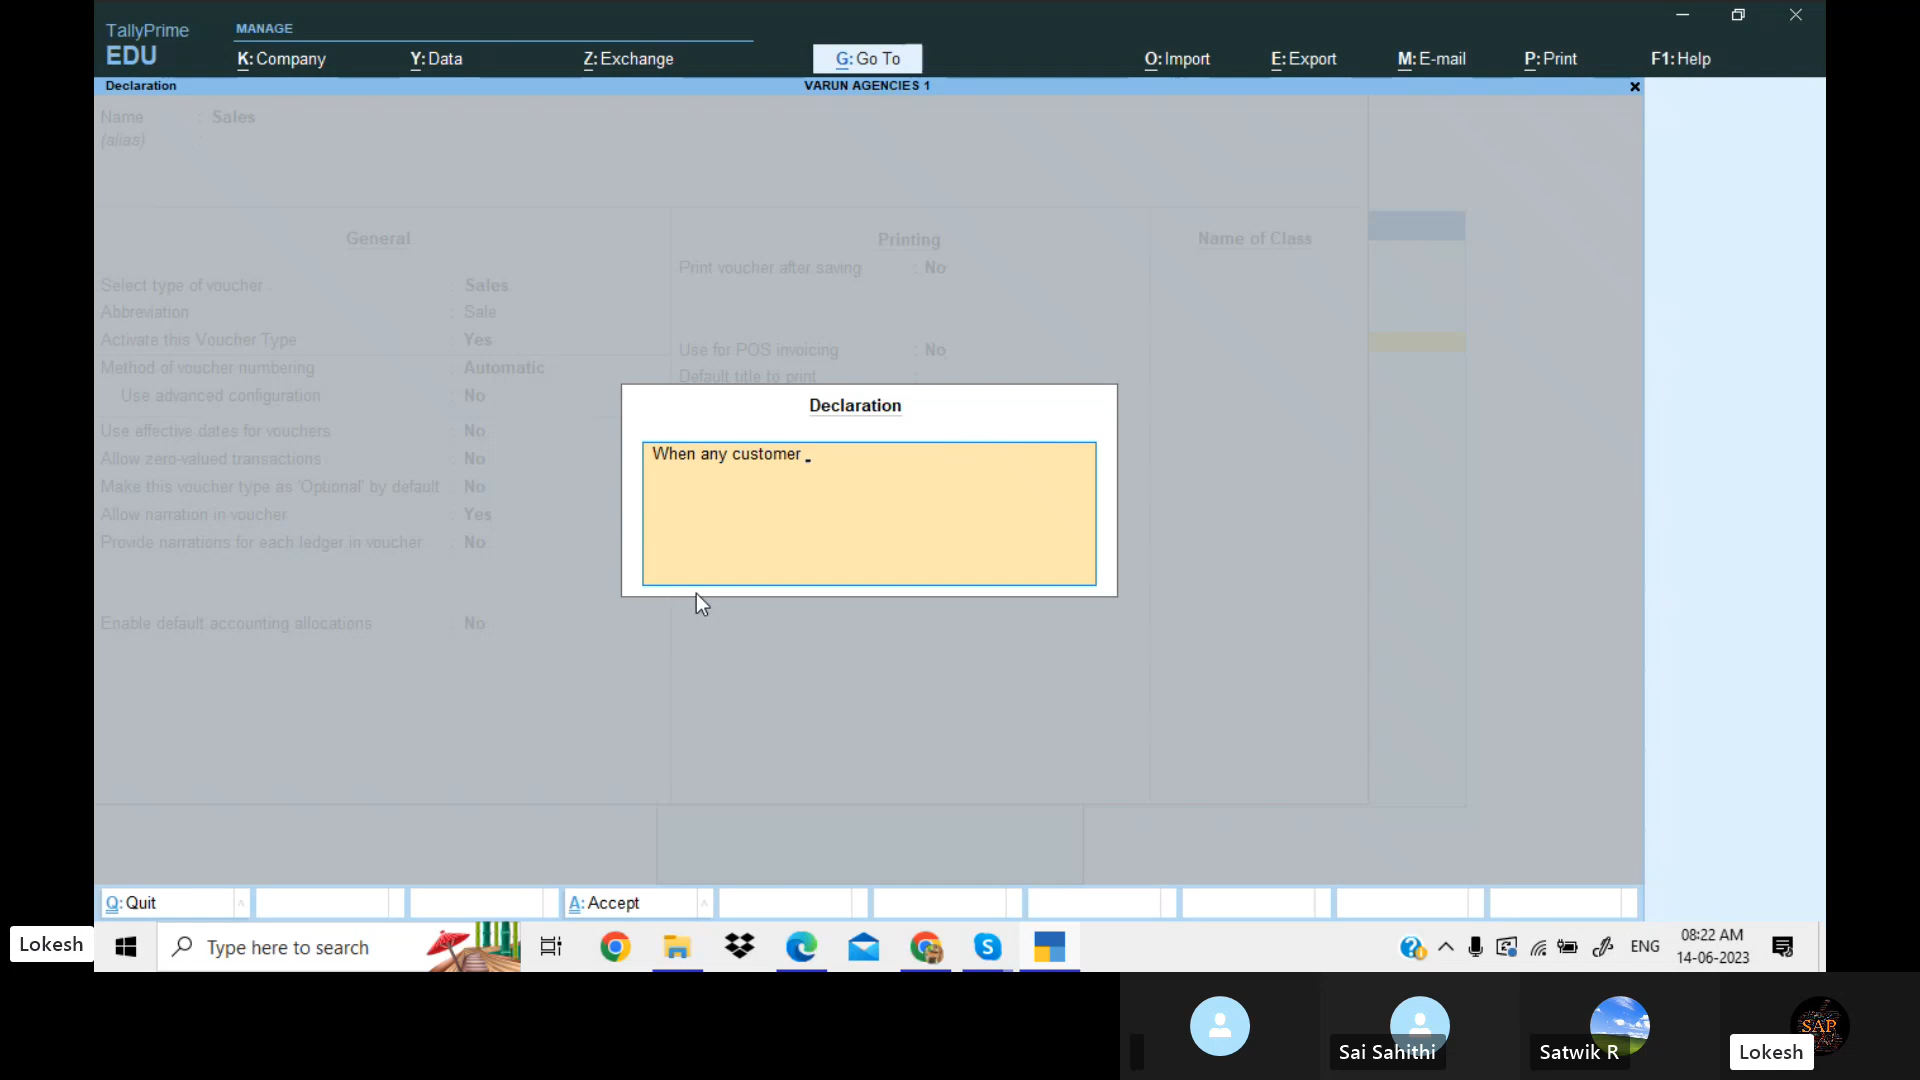 TallyPrime
EDU
MANAGE
K: Company
Y: Data
Z: Exchange
G: Go To
O: Import
E: Export
M: E-mail
P: Print
F1: Help
Declaration
VARUN AGENCIES 1
Name : Sales
(alias) :
General
Printing
Name of Class
Select type of voucher : Sales
Abbreviation : Sale
Activate this Voucher Type : Yes
Method of voucher numbering : Automatic
Use advanced configuration : No
Use effective dates for vouchers : No
Allow zero-valued transactions : No
Make this voucher type as 'Optional' by default : No
Allow narration in voucher : Yes
Provide narrations for each ledger in voucher : No
Enable default accounting allocations : No
Print voucher after saving : No
Use for POS invoicing : No
Default title to print :
Declaration
When any customer
Q: Quit
A: Accept
Type here to search
ENG
08:22 AM
14-06-2023
Lokesh
Sai Sahithi
Satwik R
SAP
Lokesh